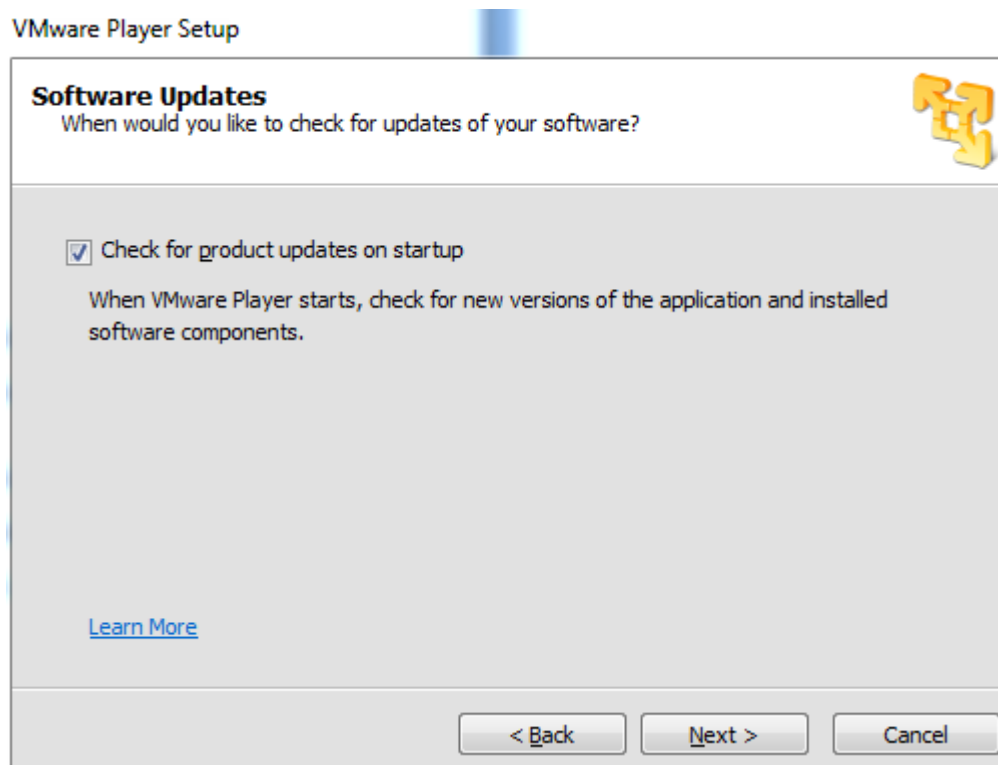 VMware Player Setup
Software Updates
When would you like to check for updates of your software?
Check for product updates on startup
When VMware Player starts, check for new versions of the application and installed
software components.
Learn More
< Back
Next >
Cancel